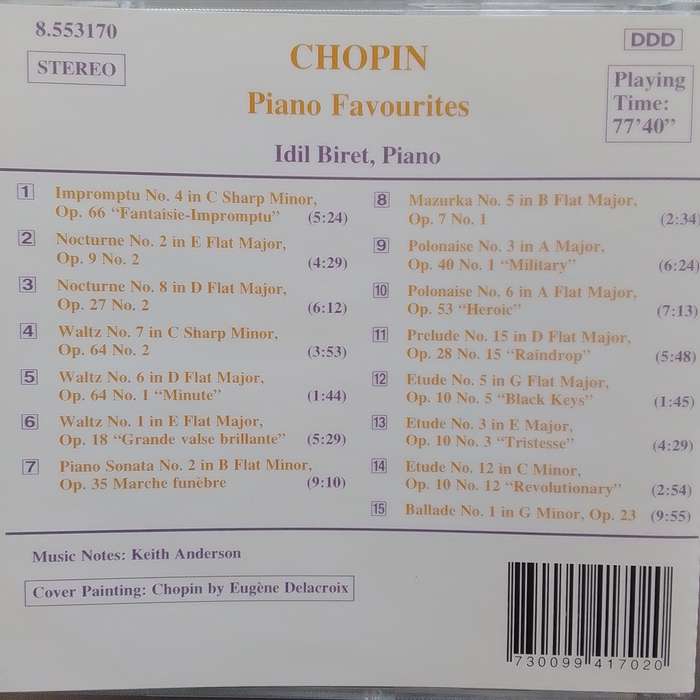 8.553170
STEREO
CHOPIN
Piano Favourites
Idil Biret, Piano
DDD
Playing
Time:
77'40"
1 Impromptu No. 4 in C Sharp Minor,
Op. 66 "Fantaisie-Impromptu" (5:24)
2 Nocturne No. 2 in E Flat Major,
Op. 9 No. 2 (4:29)
3 Nocturne No. 8 in D Flat Major,
Op. 27 No. 2 (6:12)
4 Waltz No. 7 in C Sharp Minor,
Op. 64 No. 2 (3:53)
5 Waltz No. 6 in D Flat Major,
Op. 64 No. 1 "Minute" (1:44)
6 Waltz No. 1 in E Flat Major,
Op. 18 "Grande valse brillante" (5:29)
7 Piano Sonata No. 2 in B Flat Minor,
Op. 35 Marche funèbre (9:10)
8 Mazurka No. 5 in B Flat Major,
Op. 7 No. 1 (2:34)
9 Polonaise No. 3 in A Major,
Op. 40 No. 1 "Military" (6:24)
10 Polonaise No. 6 in A Flat Major,
Op. 53 "Heroic" (7:13)
11 Prelude No. 15 in D Flat Major,
Op. 28 No. 15 "Raindrop" (5:48)
12 Etude No. 5 in G Flat Major,
Op. 10 No. 5 "Black Keys" (1:45)
13 Etude No. 3 in E Major,
Op. 10 No. 3 "Tristesse" (4:29)
14 Etude No. 12 in C Minor,
Op. 10 No. 12 "Revolutionary" (2:54)
15 Ballade No. 1 in G Minor, Op. 23 (9:55)
Music Notes: Keith Anderson
Cover Painting: Chopin by Eugène Delacroix
730099 417020